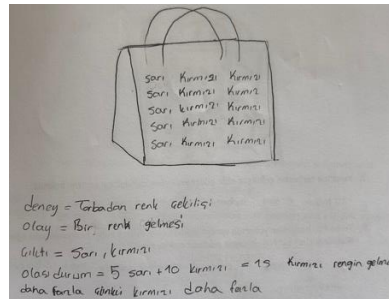 sarı Kırmızı Kırmızı
Sarı Kırmızı Kırmız
Sarı kırmızı Kırmızı
Sarı Kırmızı Kırmızı
Sarı Kırmızı Kırmızı
deney = Torbadan renk çekilişi
olay = Bir renk gelmesi
çıktı = Sarı, kırmızı
olası durum = 5 sarı + 10 kırmızı = 15 kırmızı rengin
daha fazla çünkü kırmızı daha fazla